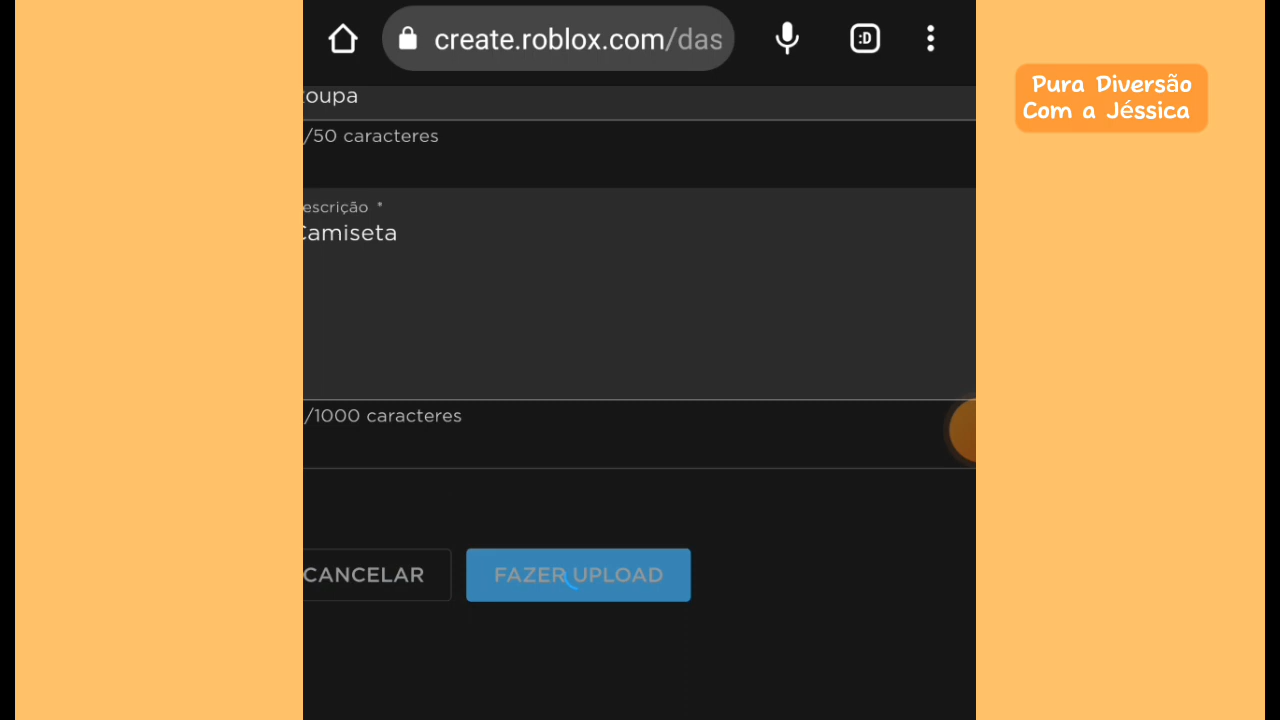 create.roblox.com/das
:D
Pura Diversão
Com a Jéssica
oupa
/50 caracteres
escrição *
Camiseta
/1000 caracteres
CANCELAR
FAZER UPLOAD